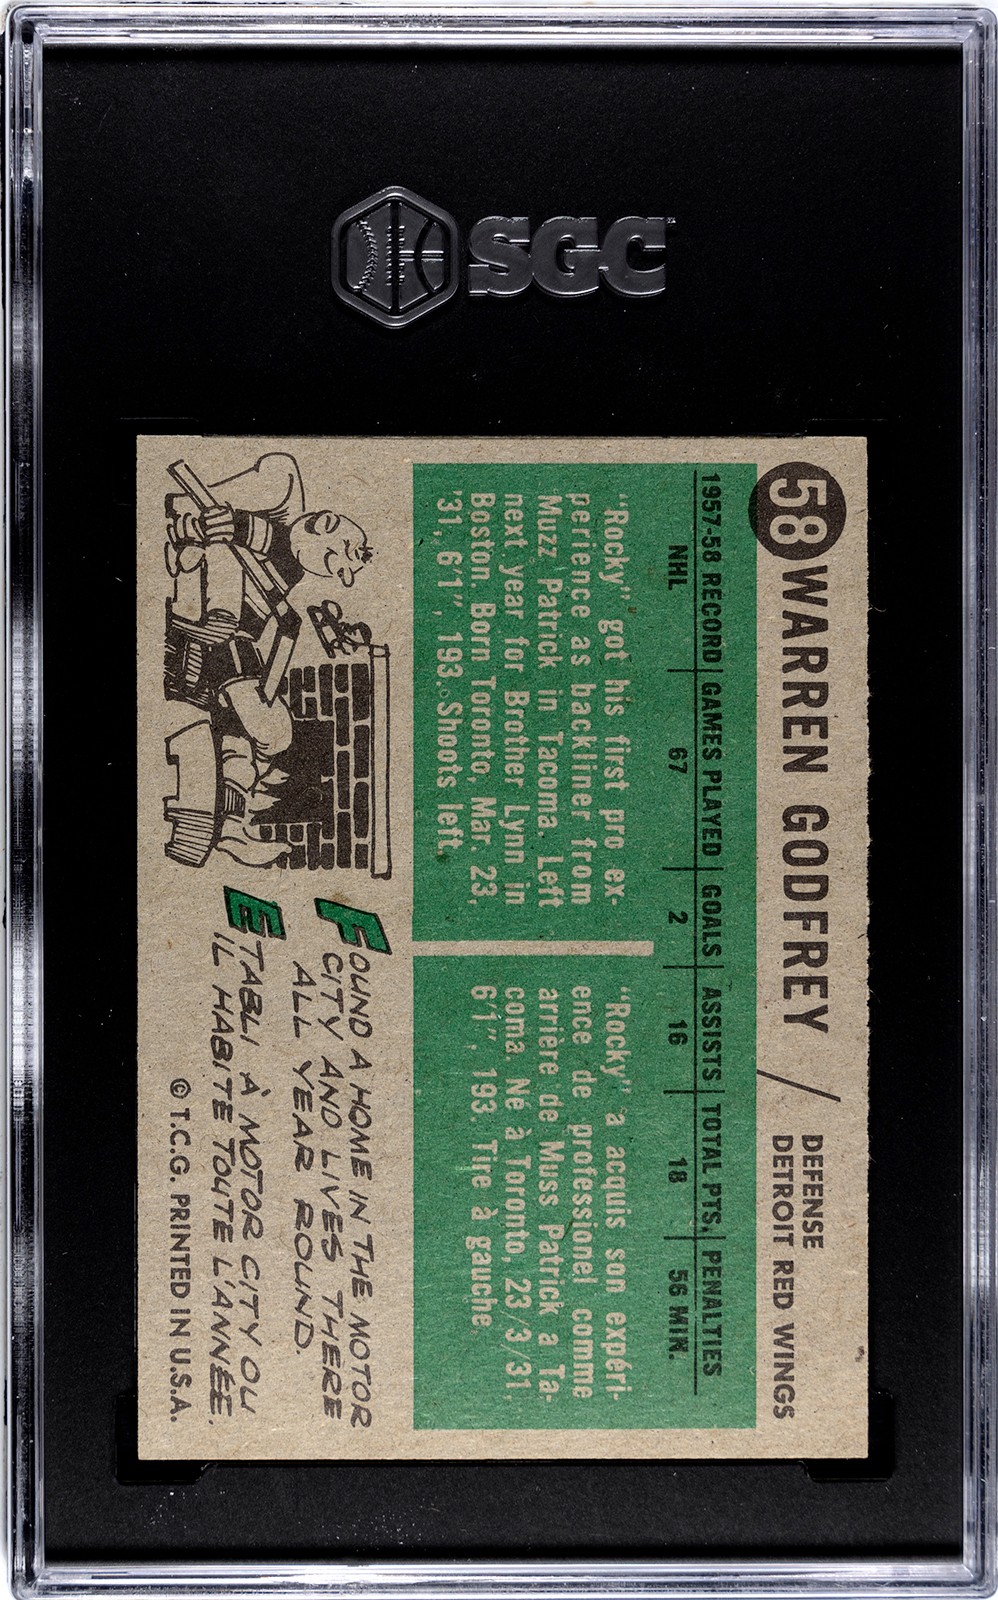 SGC
58 WARREN GODFREY / DEFENSE
DETROIT RED WINGS
1957-58 RECORD GAMES PLAYED GOALS ASSISTS TOTAL PTS. PENALTIES
NHL 67 2 16 18 56 MIN.
"Rocky" got his first pro ex-
perience as backliner from
Muzz Patrick in Tacoma. Left
next year for Brother Lynn in
Boston. Born Toronto, Mar. 23,
'31, 6'1", 193. Shoots left.
"Rocky" a acquis son expéri-
ence de professionel comme
arrière de Muss Patrick a Ta-
coma. Né à Toronto, 23/3/31,
6'1", 193. Tire à gauche.
FOUND A HOME IN THE MOTOR
CITY AND LIVES THERE
ALL YEAR ROUND.
ETABLI À MOTOR CITY OU
IL HABITE TOUTE L'ANNÉE.
© T.C.G. PRINTED IN U.S.A.